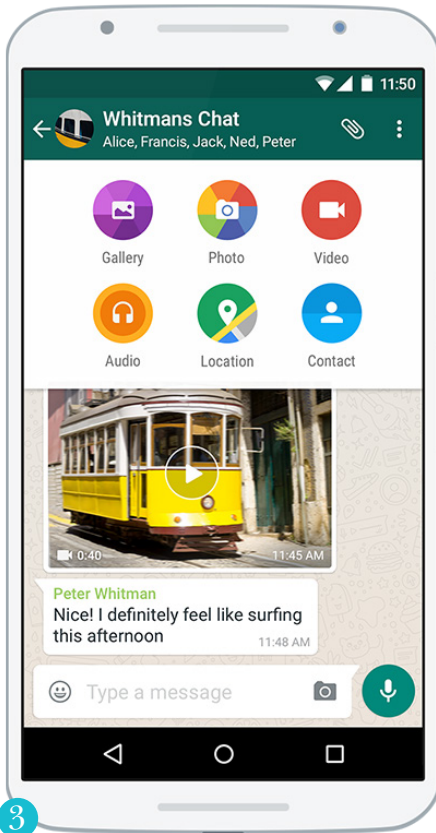 11:50
Whitmans Chat
Alice, Francis, Jack, Ned, Peter
Gallery Photo Video
Audio Location Contact
0:40 11:45 AM
Peter Whitman
Nice! I definitely feel like surfing
this afternoon
11:48 AM
Type a message
3